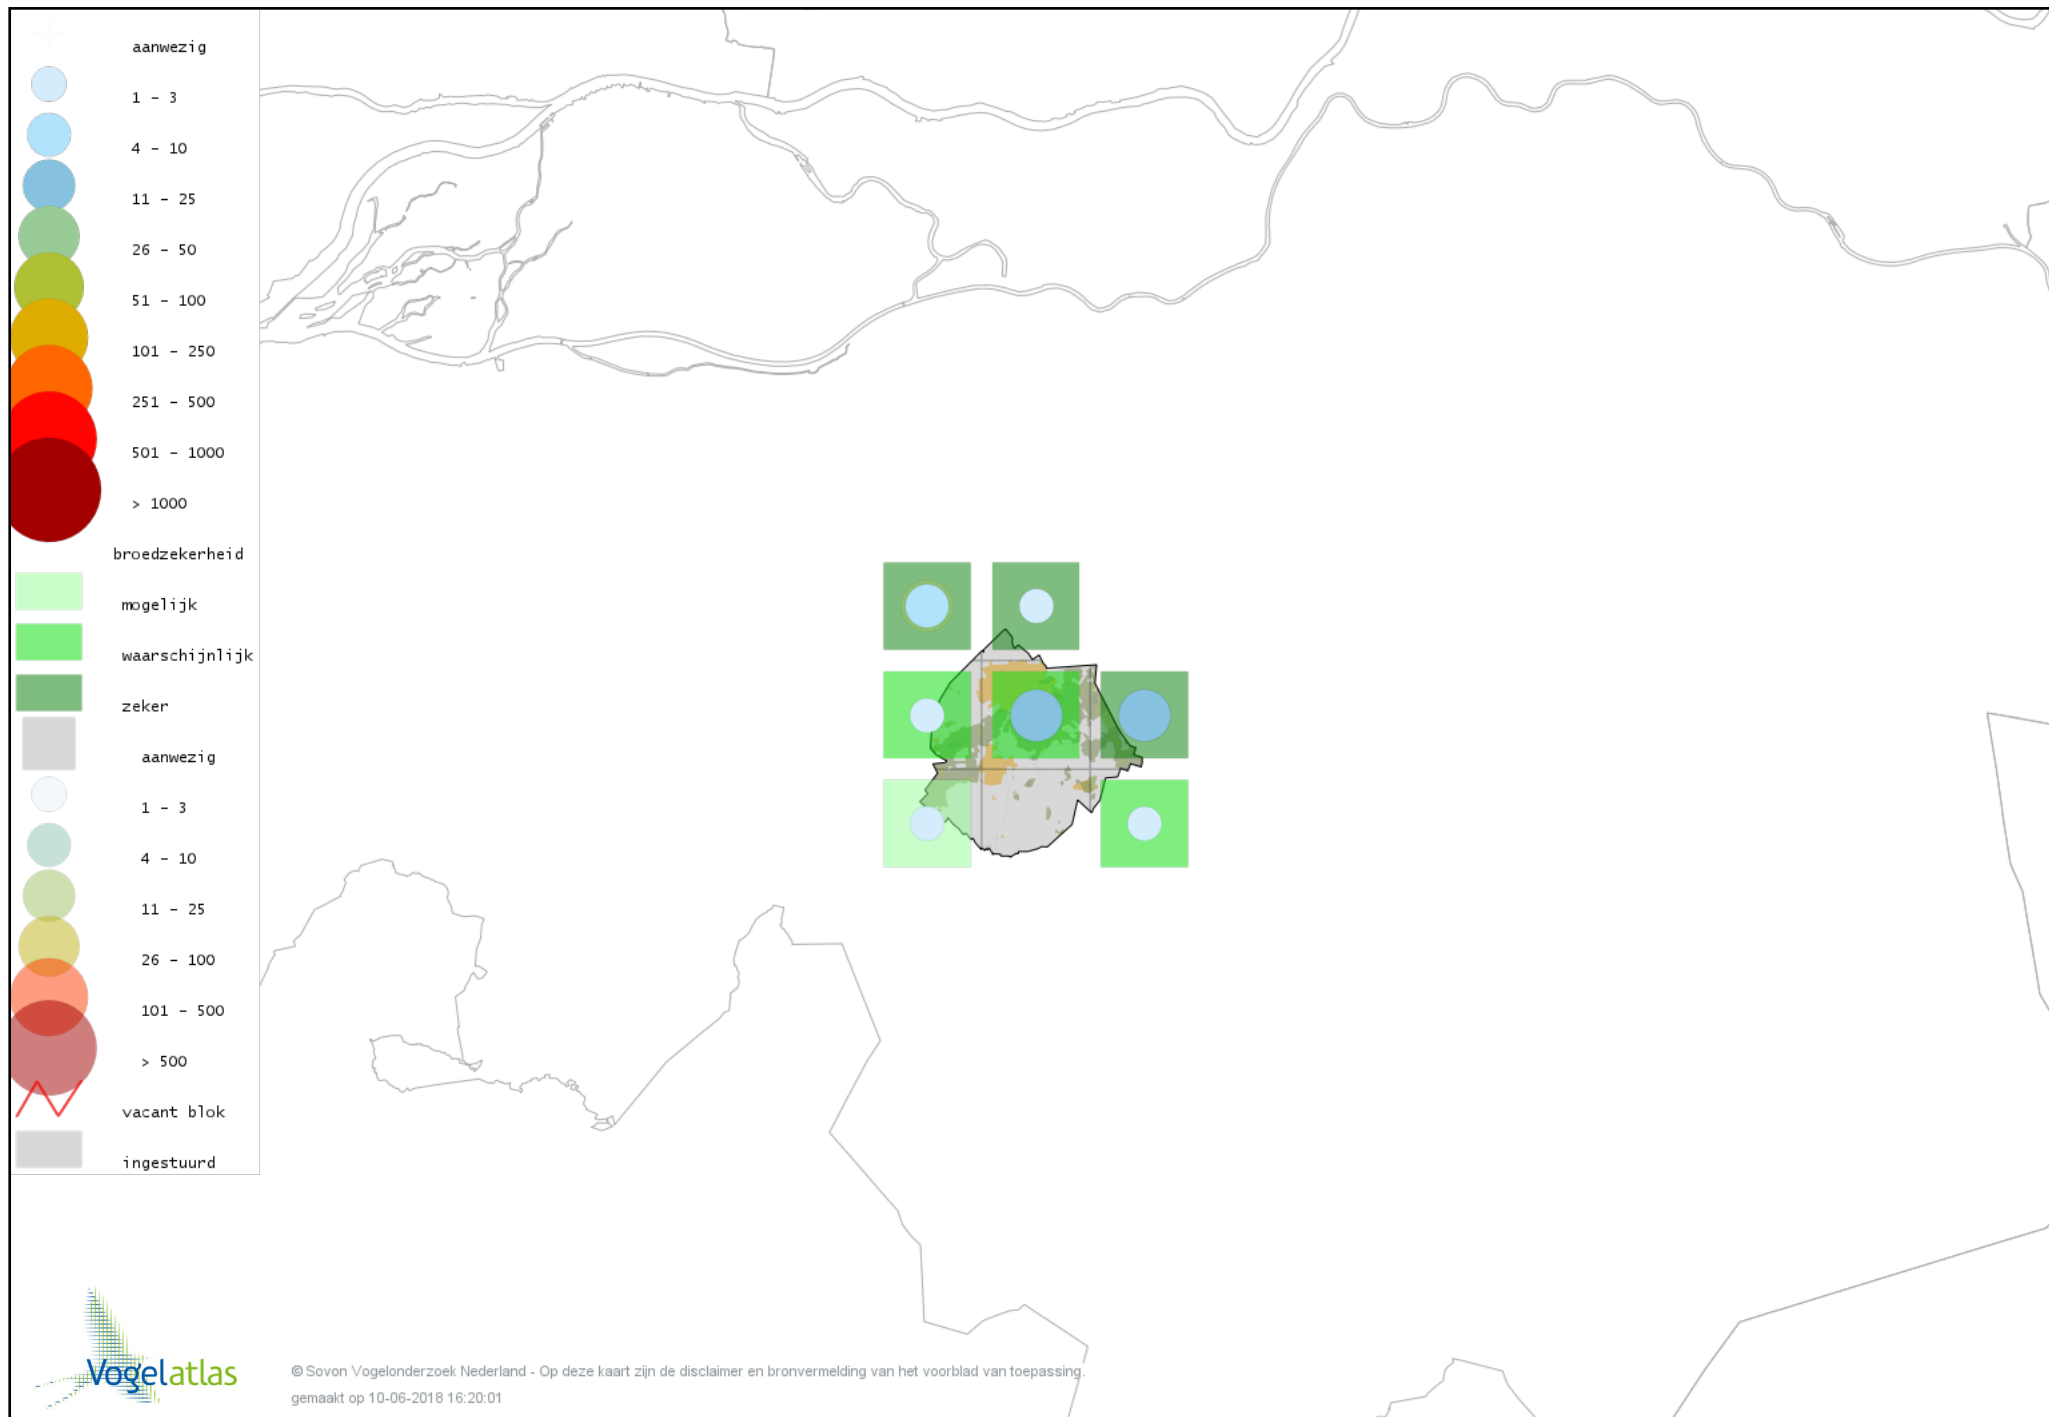 aanwezig
1 - 3
4 - 10
11 - 25
26 - 50
51 - 100
101 - 250
251 - 500
501 - 1000
> 1000
broedzekerheid
mogelijk
waarschijnlijk
zeker
aanwezig
1 - 3
4 - 10
11 - 25
26 - 100
101 - 500
> 500
vacant blok
ingestuurd
Vogelatlas
© Sovon Vogelonderzoek Nederland - Op deze kaart zijn de disclaimer en bronvermelding van het voorblad van toepassing.
gemaakt op 10-06-2018 16:20:01